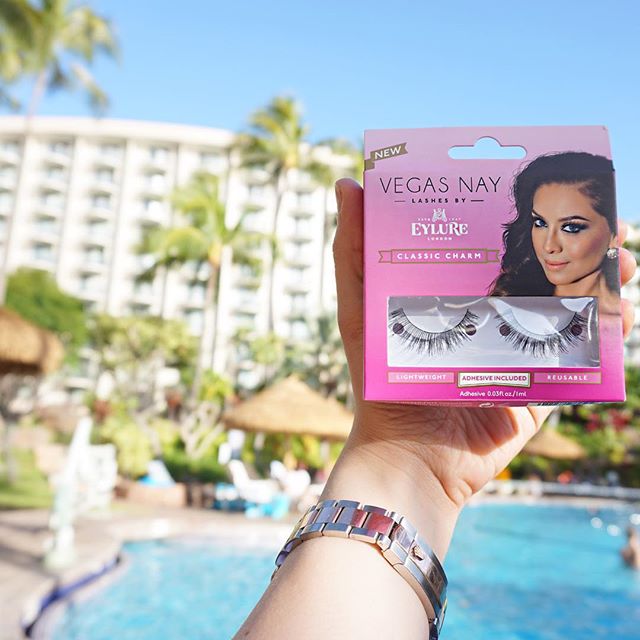 NEW
VEGAS NAY
LASHES BY
EYLURE
LONDON
CLASSIC CHARM
LIGHTWEIGHT
ADHESIVE INCLUDED
REUSABLE
Adhesive 0.03fl.oz/1ml